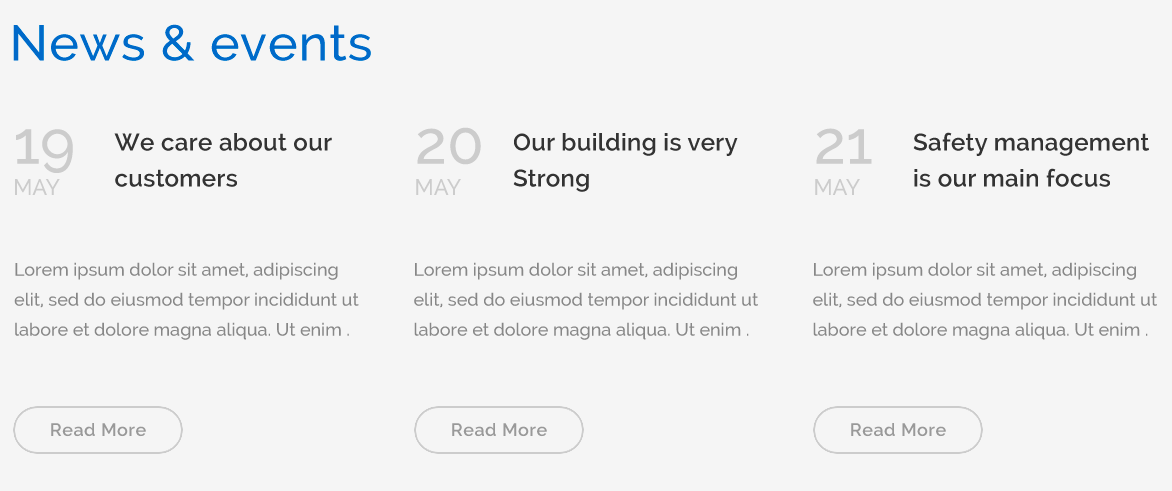 News & events
19
MAY
We care about our
customers
Lorem ipsum dolor sit amet, adipiscing
elit, sed do eiusmod tempor incididunt ut
labore et dolore magna aliqua. Ut enim .
Read More
20
MAY
Our building is very
Strong
Lorem ipsum dolor sit amet, adipiscing
elit, sed do eiusmod tempor incididunt ut
labore et dolore magna aliqua. Ut enim .
Read More
21
MAY
Safety management
is our main focus
Lorem ipsum dolor sit amet, adipiscing
elit, sed do eiusmod tempor incididunt ut
labore et dolore magna aliqua. Ut enim .
Read More